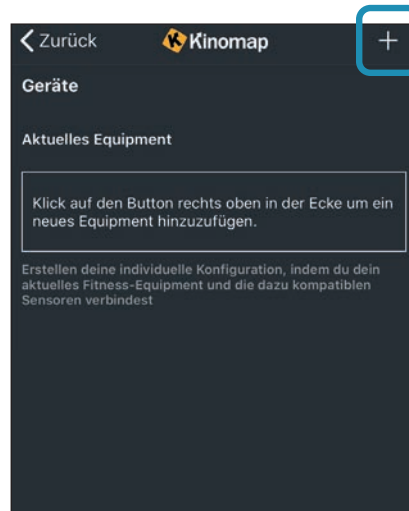 Zurück Kinomap +
Geräte
Aktuelles Equipment
Klick auf den Button rechts oben in der Ecke um ein
neues Equipment hinzuzufügen.
Erstellen deine individuelle Konfiguration, indem du dein
aktuelles Fitness-Equipment und die dazu kompatiblen
Sensoren verbindest